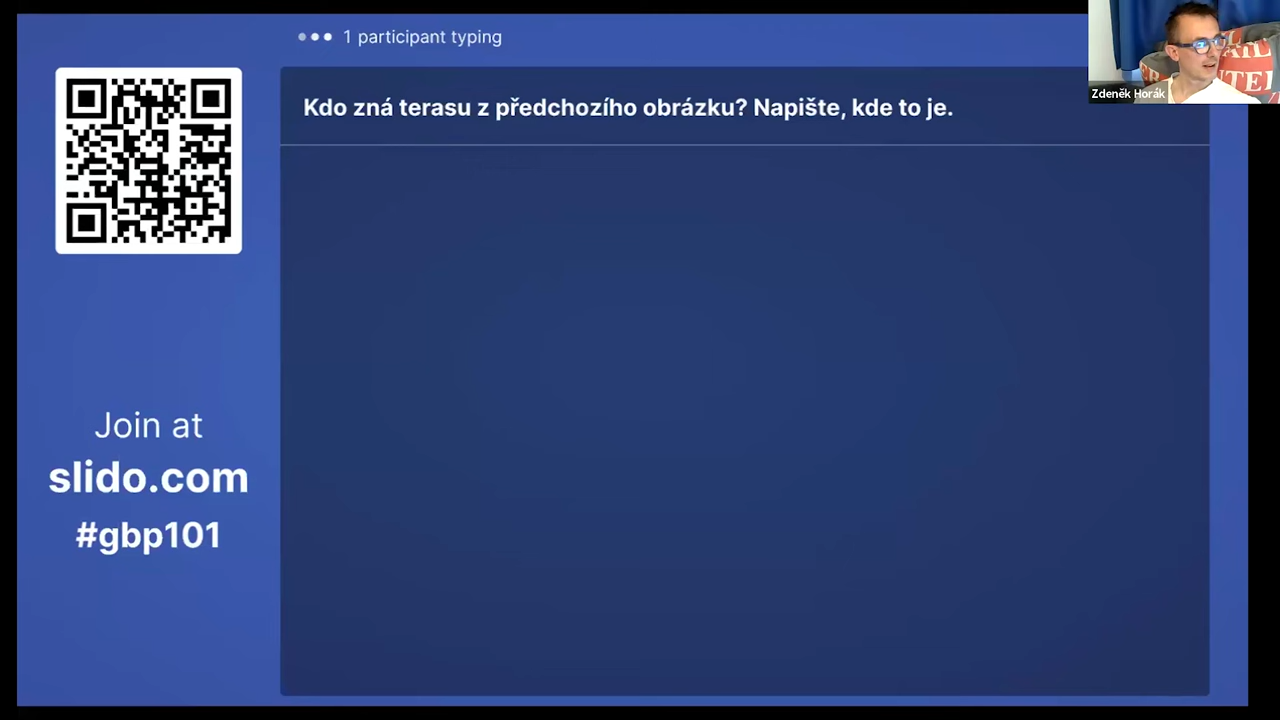 1 participant typing
Kdo zná terasu z předchozího obrázku? Napište, kde to je.
Zdeněk Horák
Join at
slido.com
#gbp101